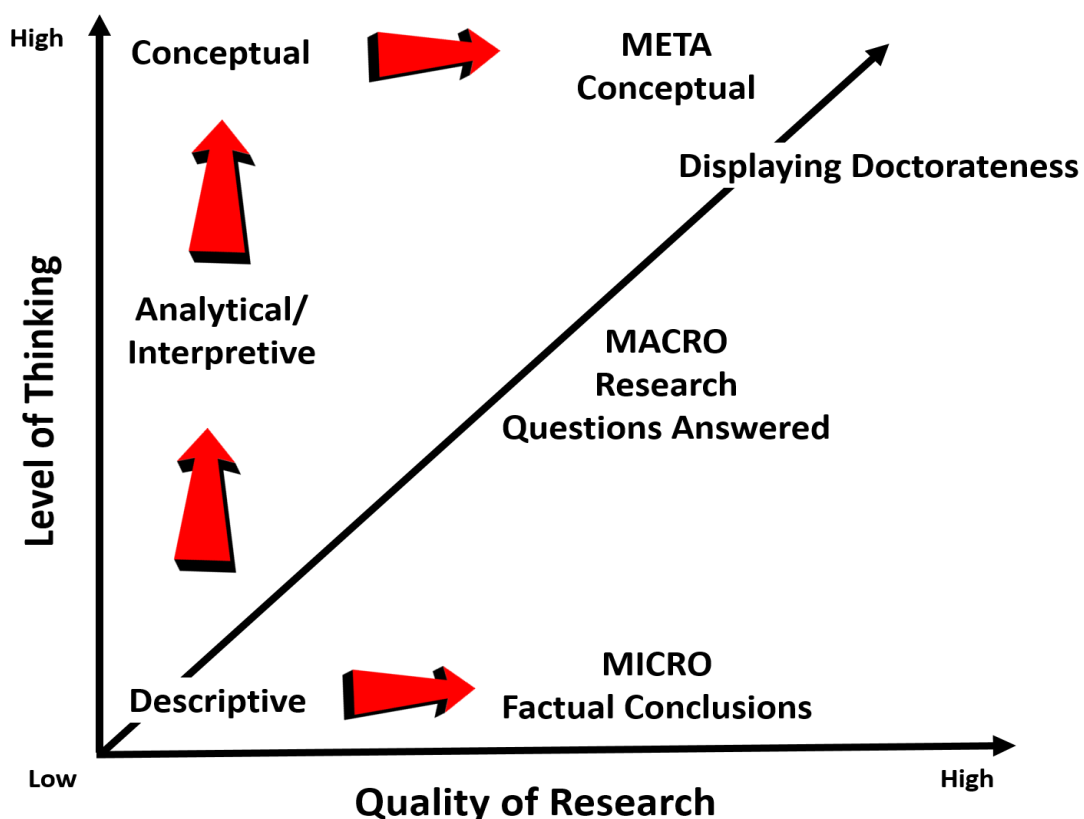 High
Conceptual
META
Conceptual
Displaying Doctorateness
Level of Thinking
Analytical/
Interpretive
MACRO
Research
Questions Answered
Descriptive
MICRO
Factual Conclusions
Low
High
Quality of Research